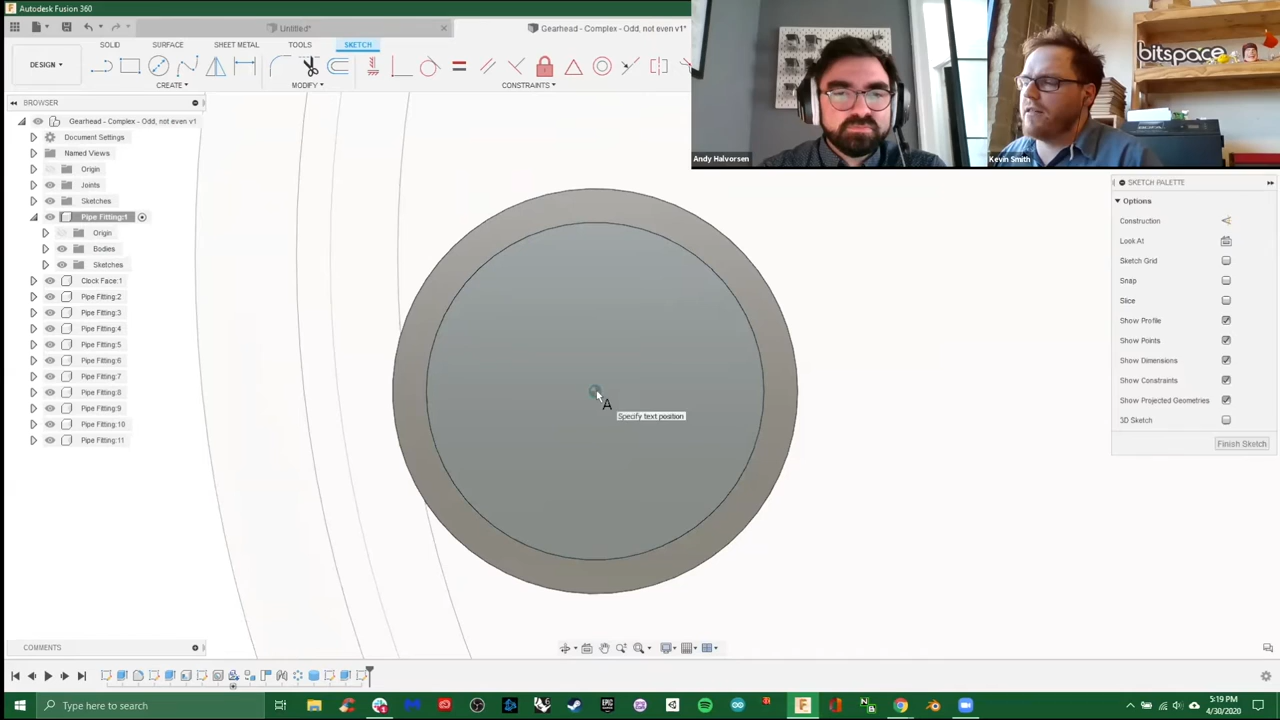 Autodesk Fusion 360
Untitled*
Gearhead - Complex - Odd, not even v1*
SOLID
SURFACE
SHEET METAL
TOOLS
SKETCH
DESIGN
CREATE
MODIFY
CONSTRAINTS
bitspace
Andy Halvorsen
Kevin Smith
BROWSER
Gearhead - Complex - Odd, not even v1
Document Settings
Named Views
Origin
Joints
Sketches
Pipe Fitting:1
Origin
Bodies
Sketches
Clock Face:1
Pipe Fitting:2
Pipe Fitting:3
Pipe Fitting:4
Pipe Fitting:5
Pipe Fitting:6
Pipe Fitting:7
Pipe Fitting:8
Pipe Fitting:9
Pipe Fitting:10
Pipe Fitting:11
A
Specify text position
SKETCH PALETTE
Options
Construction
Look At
Sketch Grid
Snap
Slice
Show Profile
Show Points
Show Dimensions
Show Constraints
Show Projected Geometries
3D Sketch
Finish Sketch
COMMENTS
Type here to search
5:19 PM
4/30/2020